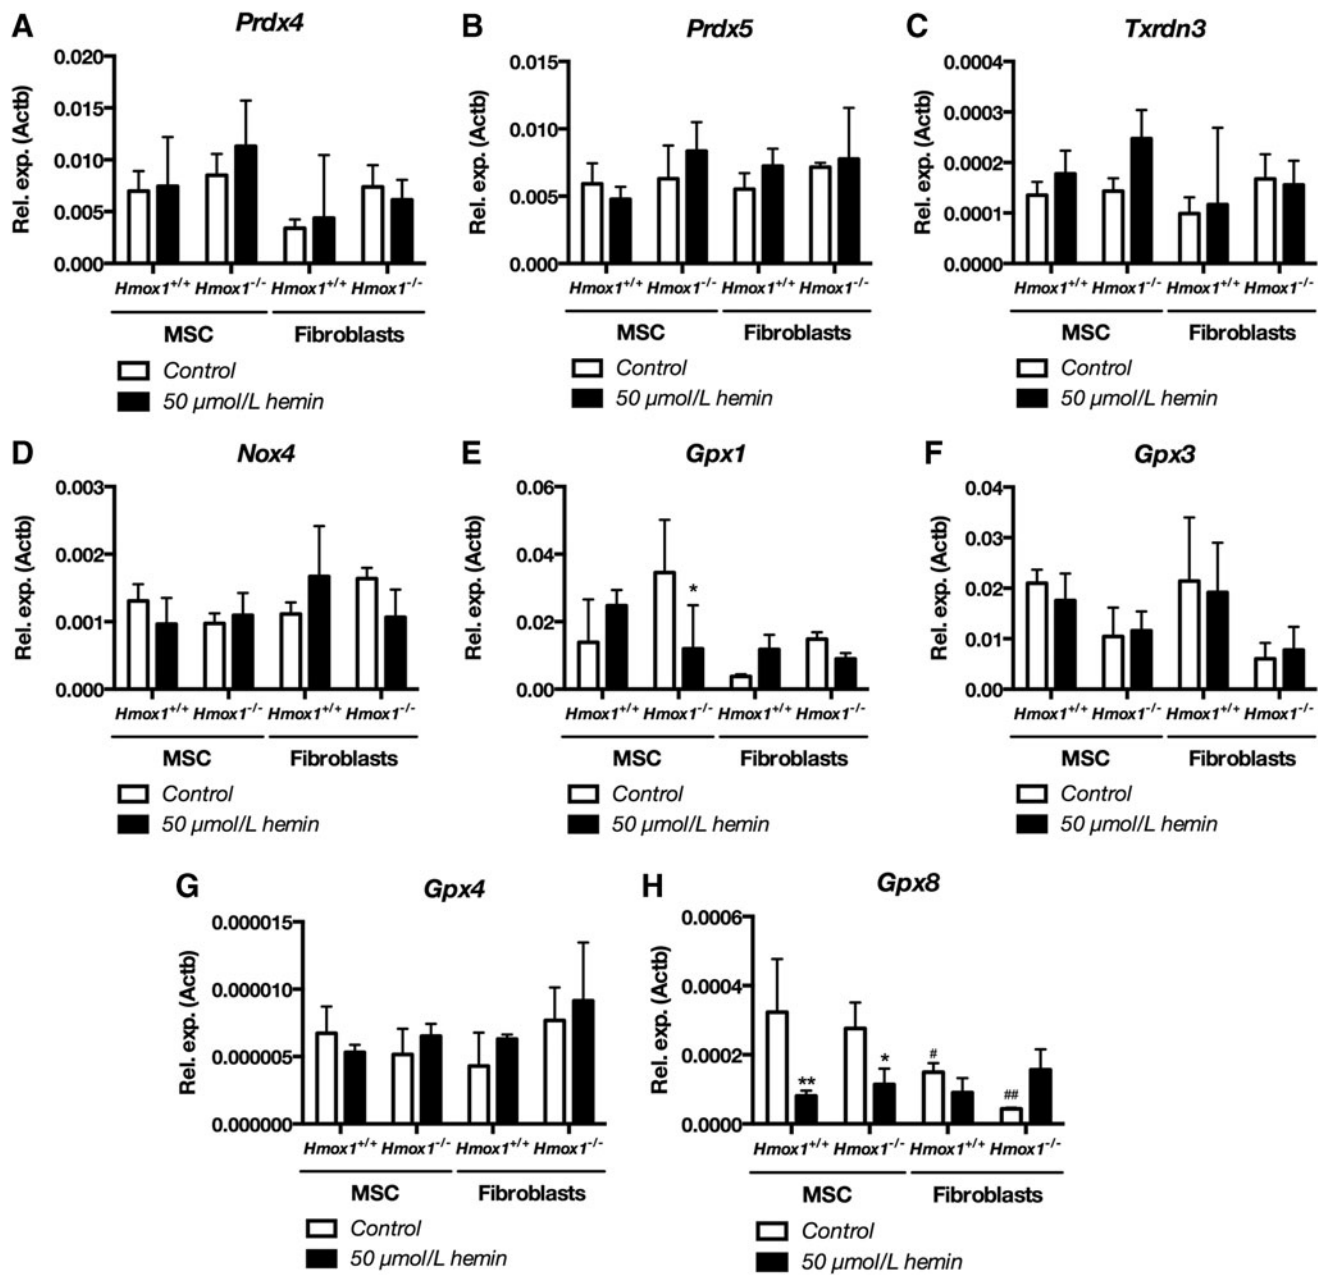 A
Prdx4
Rel. exp. (Actb)
0.020
0.015
0.010
0.005
0.000
Hmox1+/+ Hmox1-/- Hmox1+/+ Hmox1-/-
MSC Fibroblasts
Control
50 µmol/L hemin
B
Prdx5
Rel. exp. (Actb)
0.015
0.010
0.005
0.000
Hmox1+/+ Hmox1-/- Hmox1+/+ Hmox1-/-
MSC Fibroblasts
Control
50 µmol/L hemin
C
Txrdn3
Rel. exp. (Actb)
0.0004
0.0003
0.0002
0.0001
0.0000
Hmox1+/+ Hmox1-/- Hmox1+/+ Hmox1-/-
MSC Fibroblasts
Control
50 µmol/L hemin
D
Nox4
Rel. exp. (Actb)
0.003
0.002
0.001
0.000
Hmox1+/+ Hmox1-/- Hmox1+/+ Hmox1-/-
MSC Fibroblasts
Control
50 µmol/L hemin
E
Gpx1
Rel. exp. (Actb)
0.06
0.04
0.02
0.00
*
Hmox1+/+ Hmox1-/- Hmox1+/+ Hmox1-/-
MSC Fibroblasts
Control
50 µmol/L hemin
F
Gpx3
Rel. exp. (Actb)
0.04
0.03
0.02
0.01
0.00
Hmox1+/+ Hmox1-/- Hmox1+/+ Hmox1-/-
MSC Fibroblasts
Control
50 µmol/L hemin
G
Gpx4
Rel. exp. (Actb)
0.000015
0.000010
0.000005
0.000000
Hmox1+/+ Hmox1-/- Hmox1+/+ Hmox1-/-
MSC Fibroblasts
Control
50 µmol/L hemin
H
Gpx8
Rel. exp. (Actb)
0.0006
0.0004
0.0002
0.0000
** * # ##
Hmox1+/+ Hmox1-/- Hmox1+/+ Hmox1-/-
MSC Fibroblasts
Control
50 µmol/L hemin